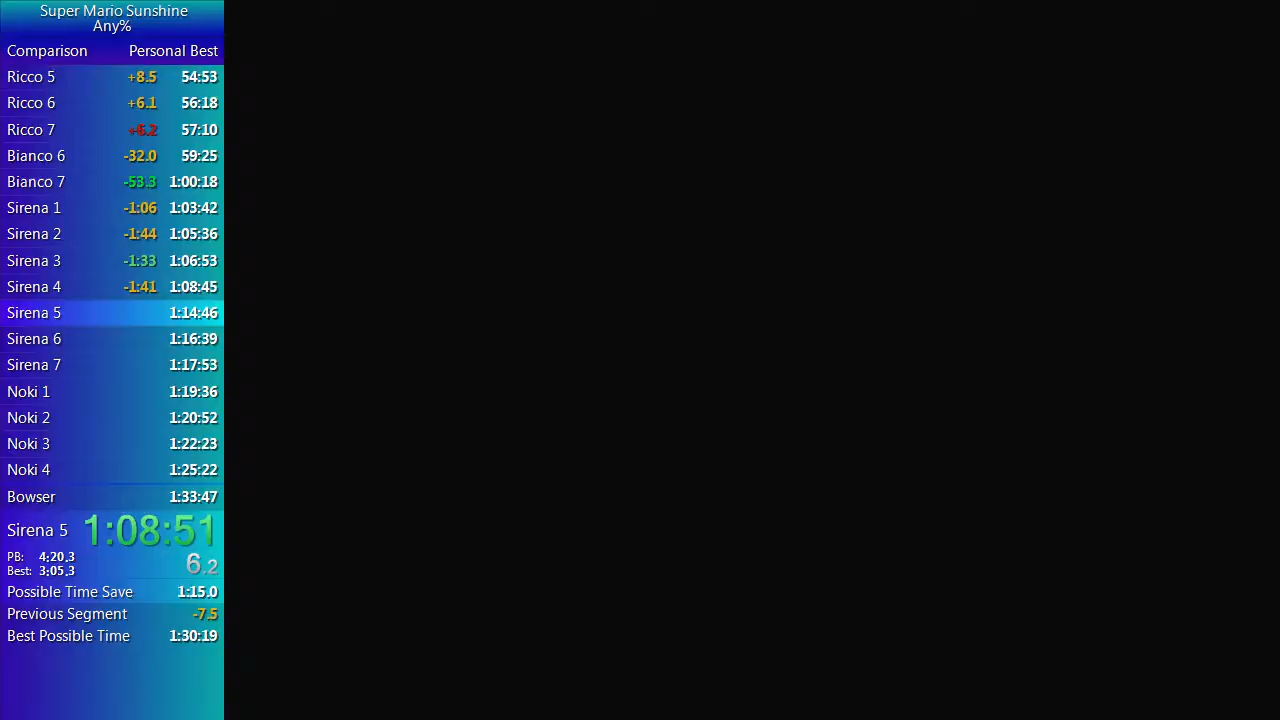 Super Mario Sunshine
Any%
Comparison Personal Best
Ricco 5 +8.5 54:53
Ricco 6 +6.1 56:18
Ricco 7 +6.2 57:10
Bianco 6 -32.0 59:25
Bianco 7 -53.3 1:00:18
Sirena 1 -1:06 1:03:42
Sirena 2 -1:44 1:05:36
Sirena 3 -1:33 1:06:53
Sirena 4 -1:41 1:08:45
Sirena 5 1:14:46
Sirena 6 1:16:39
Sirena 7 1:17:53
Noki 1 1:19:36
Noki 2 1:20:52
Noki 3 1:22:23
Noki 4 1:25:22
Bowser 1:33:47
Sirena 5 1:08:51
PB: 4:20.3 6.2
Best: 3:05.3
Possible Time Save 1:15.0
Previous Segment -7.5
Best Possible Time 1:30:19